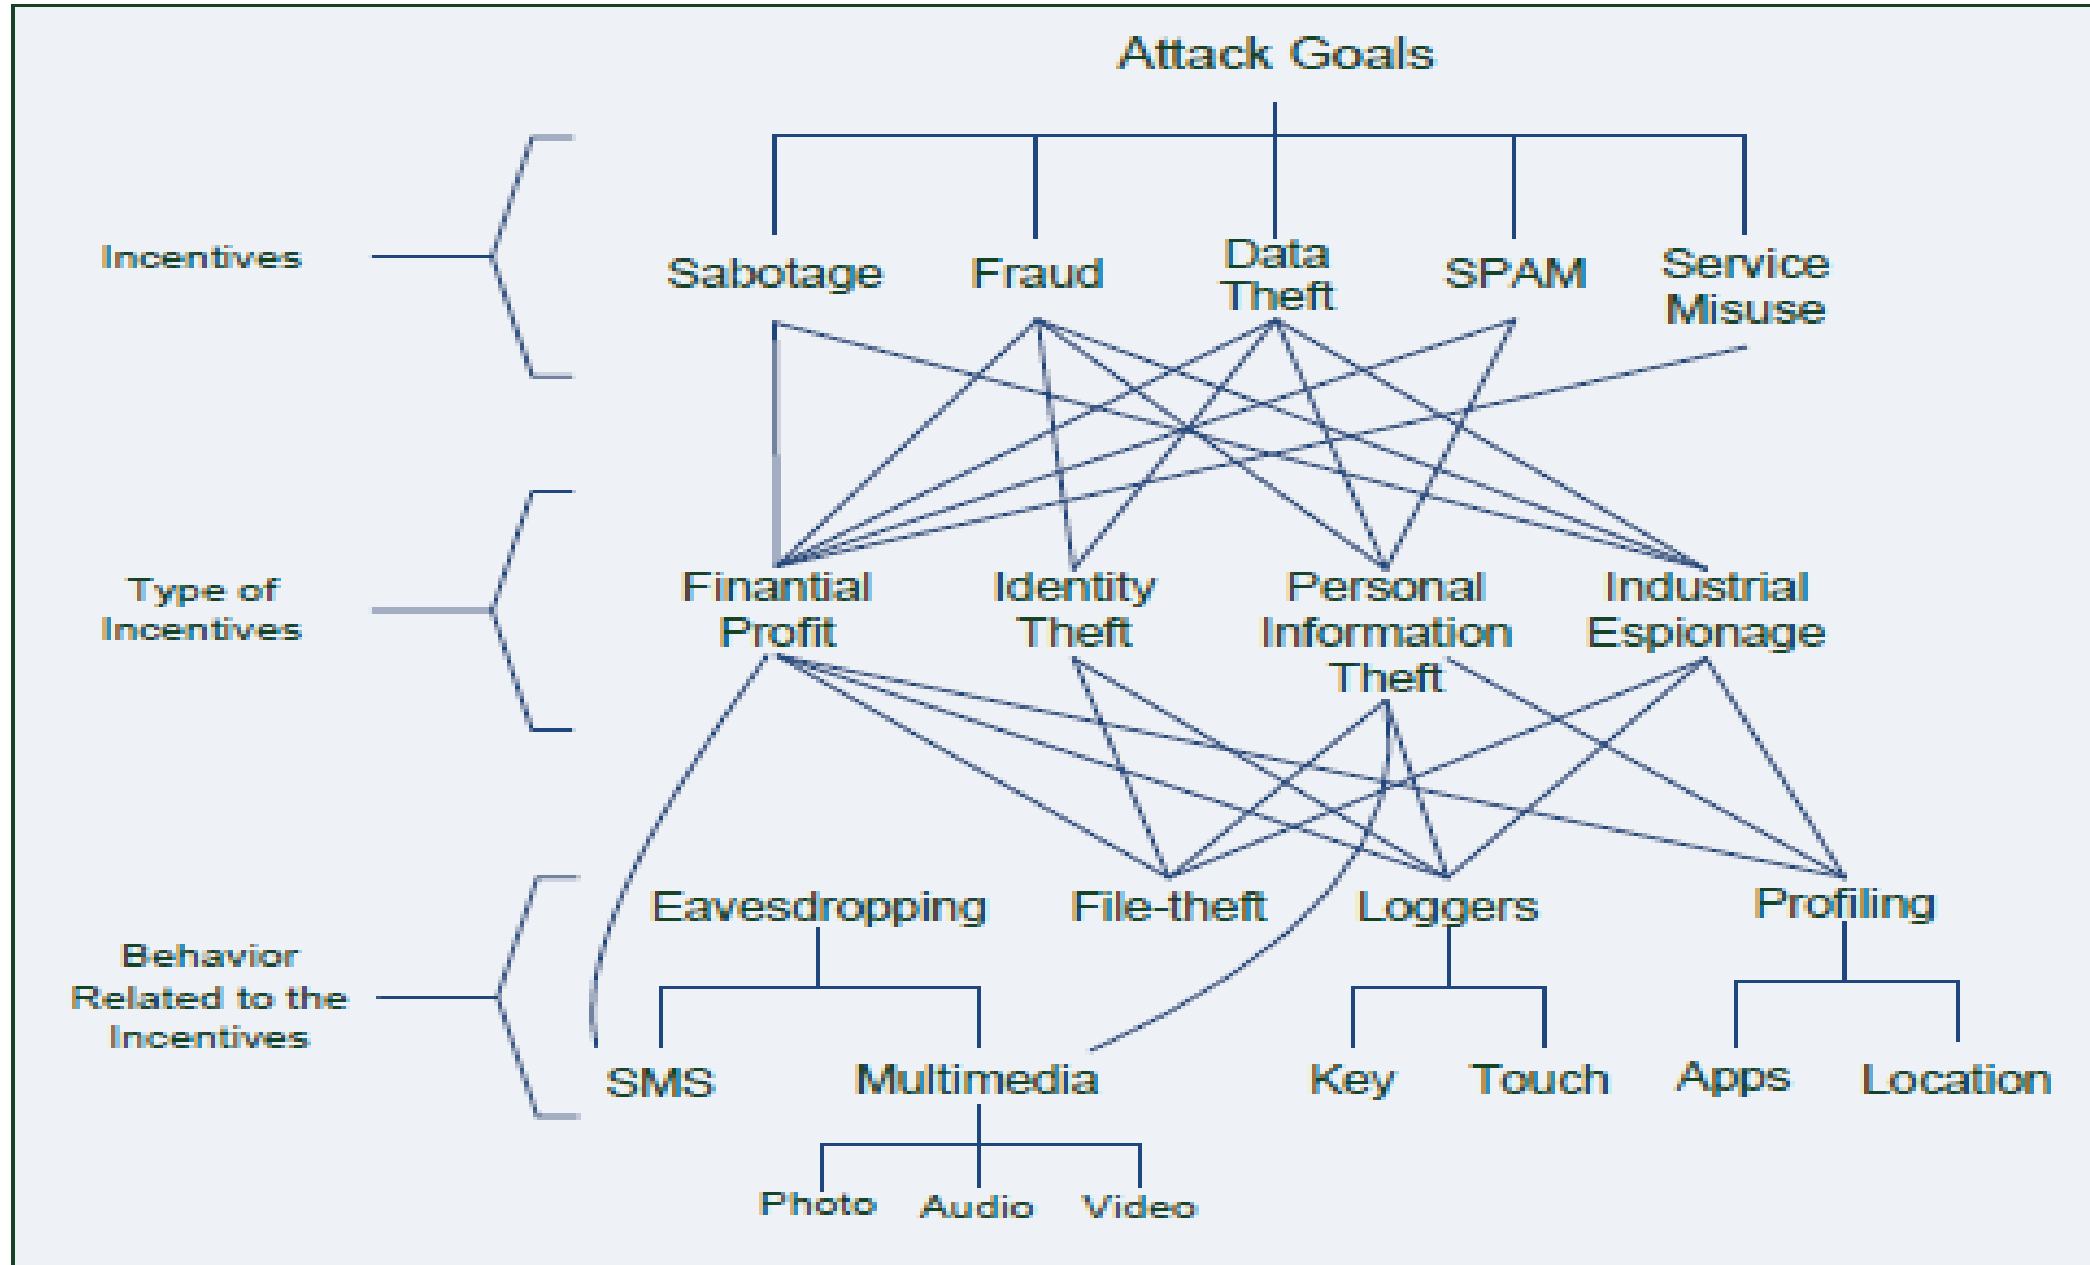 Attack Goals
Incentives
Sabotage
Fraud
Data
Theft
SPAM
Service
Misuse
Type of
Incentives
Finantial
Profit
Identity
Theft
Personal
Information
Theft
Industrial
Espionage
Behavior
Related to the
Incentives
Eavesdropping
File-theft
Loggers
Profiling
SMS
Multimedia
Key
Touch
Apps
Location
Photo
Audio
Video